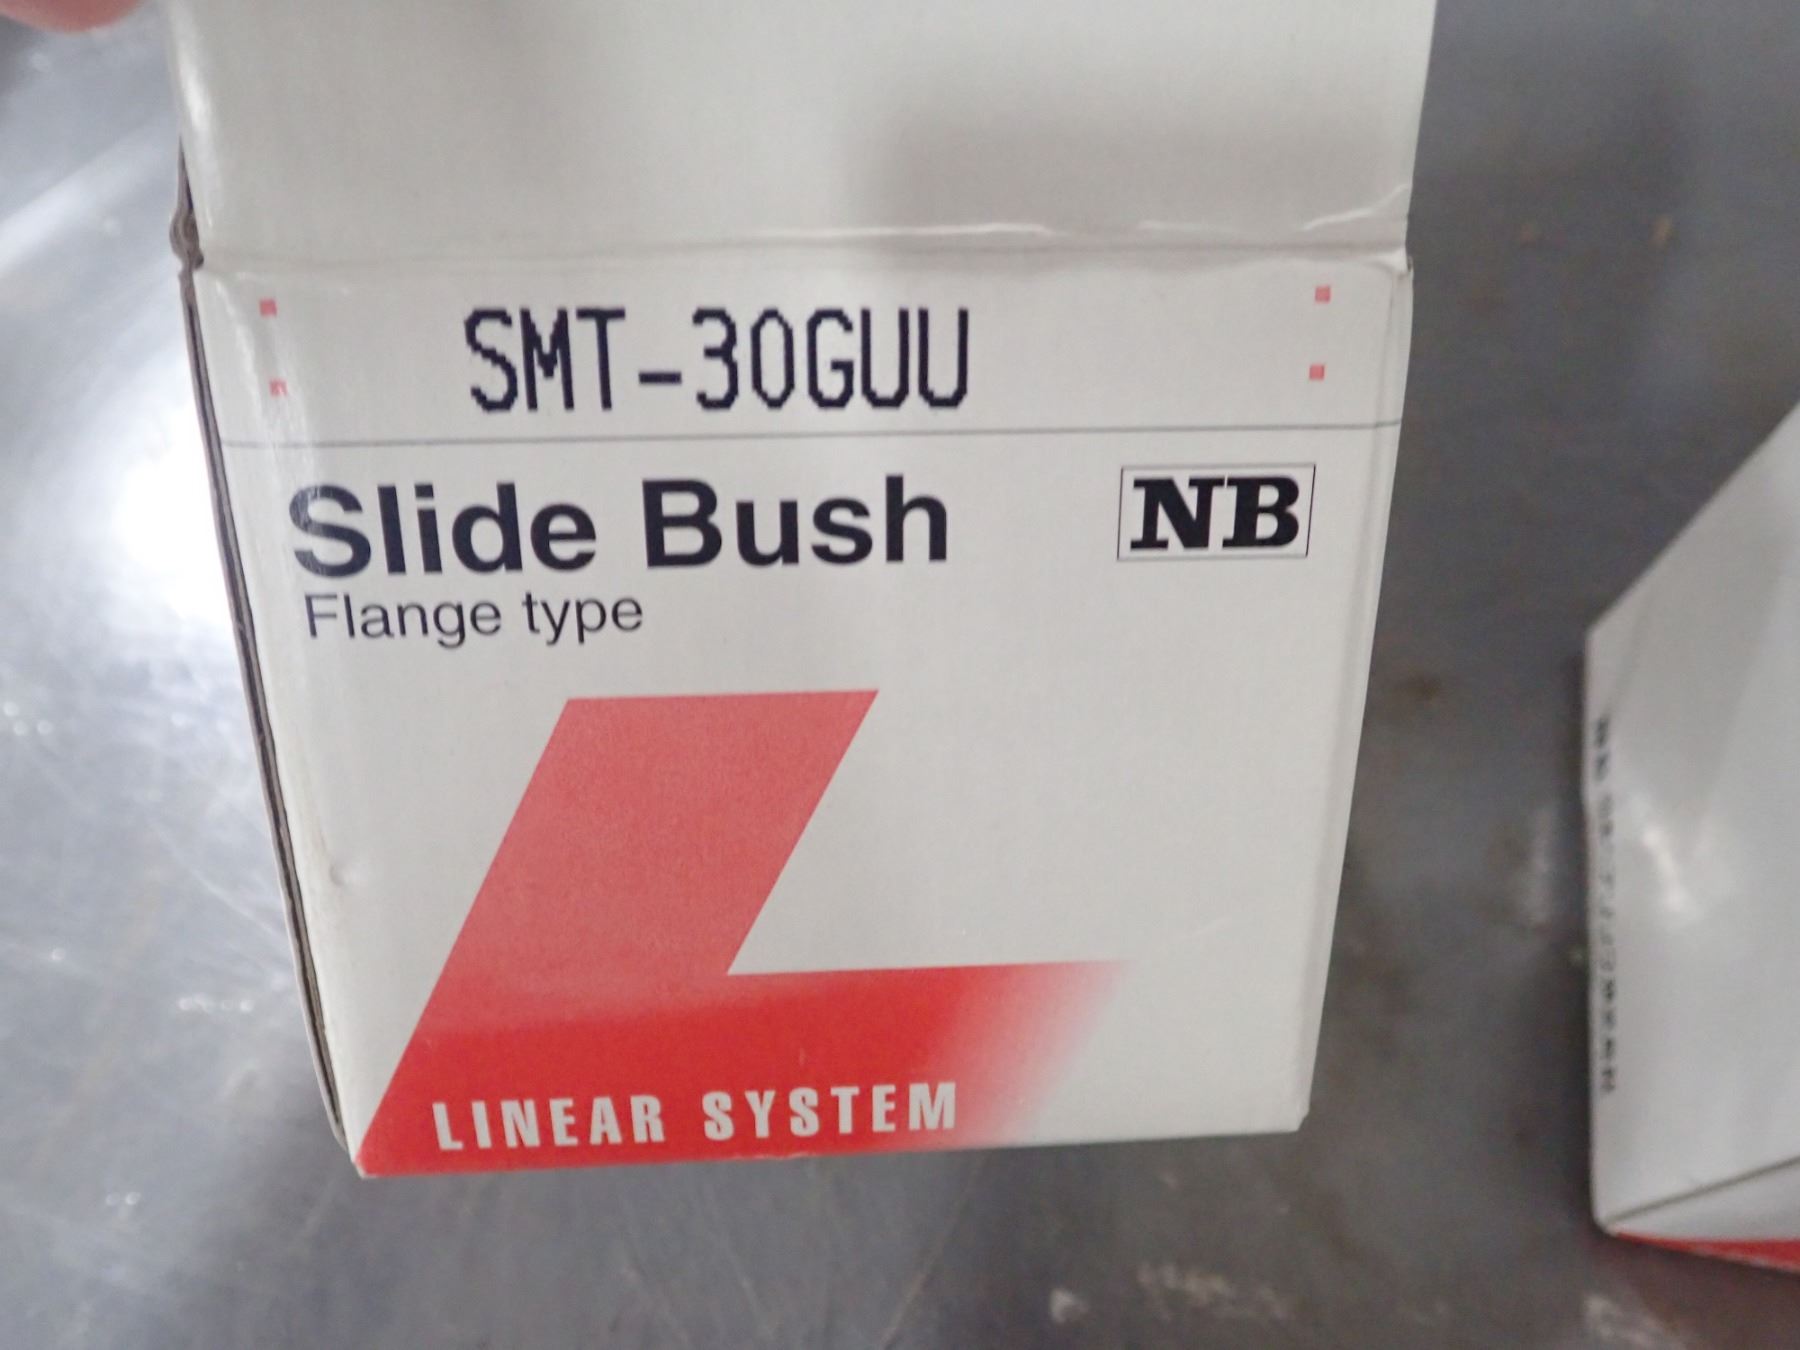 SMT-30GUU
Slide Bush
NB
Flange type
LINEAR SYSTEM